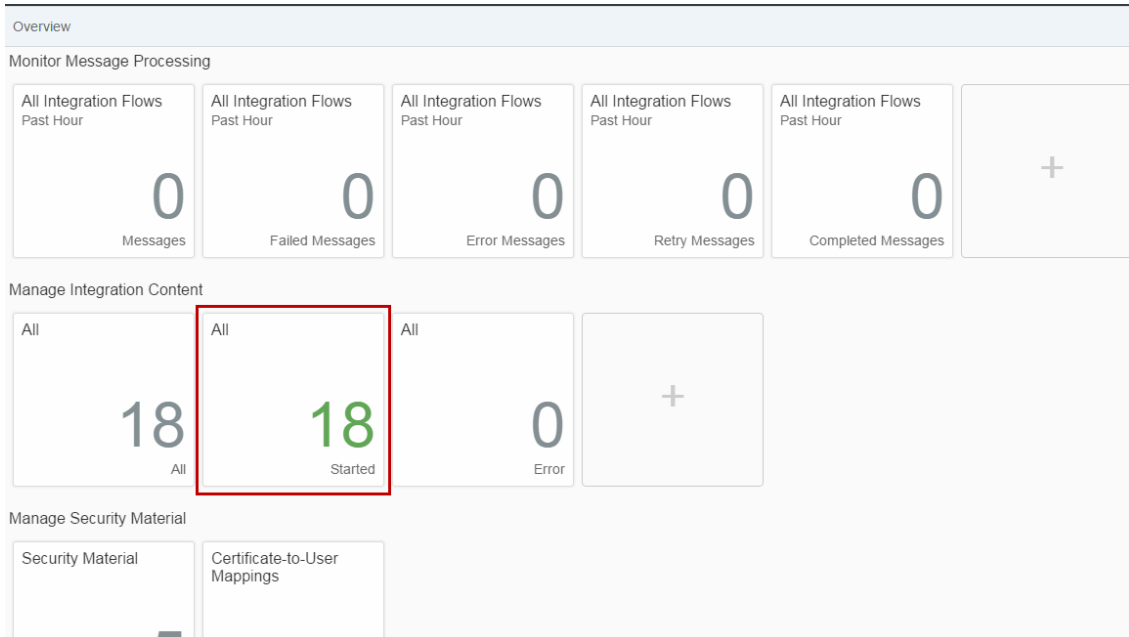 Overview
Monitor Message Processing
All Integration Flows
Past Hour
0
Messages
All Integration Flows
Past Hour
0
Failed Messages
All Integration Flows
Past Hour
0
Error Messages
All Integration Flows
Past Hour
0
Retry Messages
All Integration Flows
Past Hour
0
Completed Messages
+
Manage Integration Content
All
18
All
All
18
Started
All
0
Error
+
Manage Security Material
Security Material
Certificate-to-User
Mappings